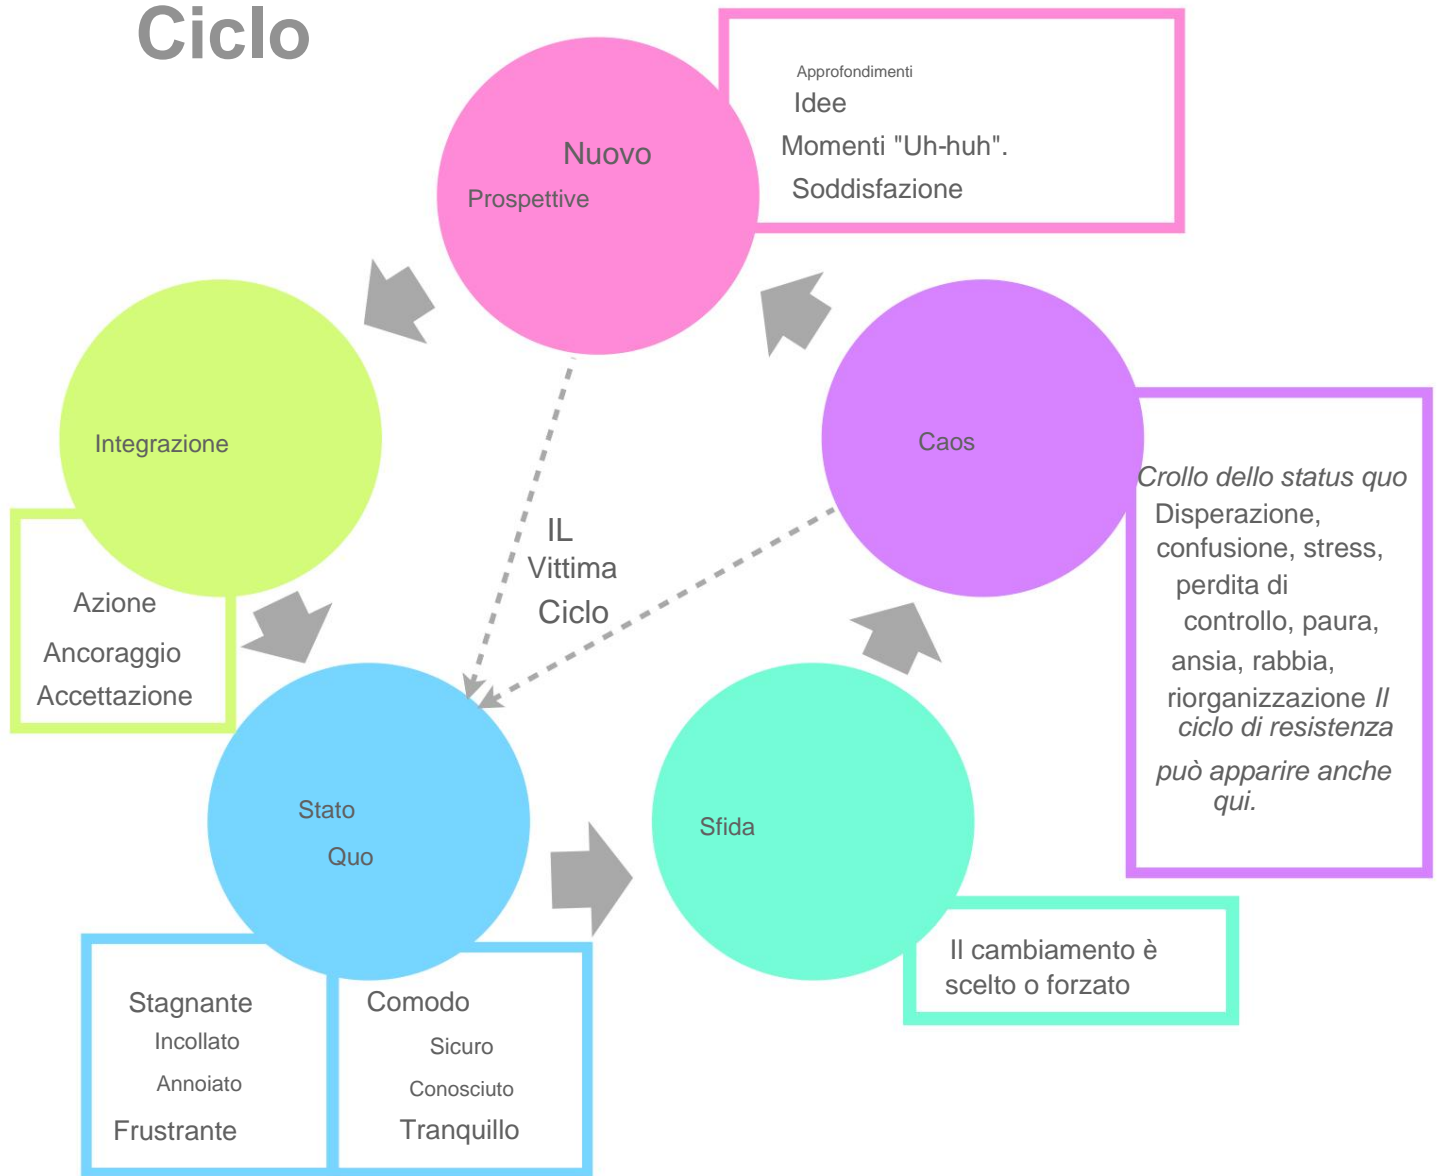 Ciclo
Nuovo
Prospettive
Approfondimenti
Idee
Momenti "Uh-huh".
Soddisfazione
Integrazione
Azione
Ancoraggio
Accettazione
IL
Vittima
Ciclo
Caos
Crollo dello status quo
Disperazione,
confusione, stress,
perdita di
controllo, paura,
ansia, rabbia,
riorganizzazione Il
ciclo di resistenza
può apparire anche
qui.
Stato
Quo
Stagnante
Incollato
Annoiato
Frustrante
Comodo
Sicuro
Conosciuto
Tranquillo
Sfida
Il cambiamento è
scelto o forzato